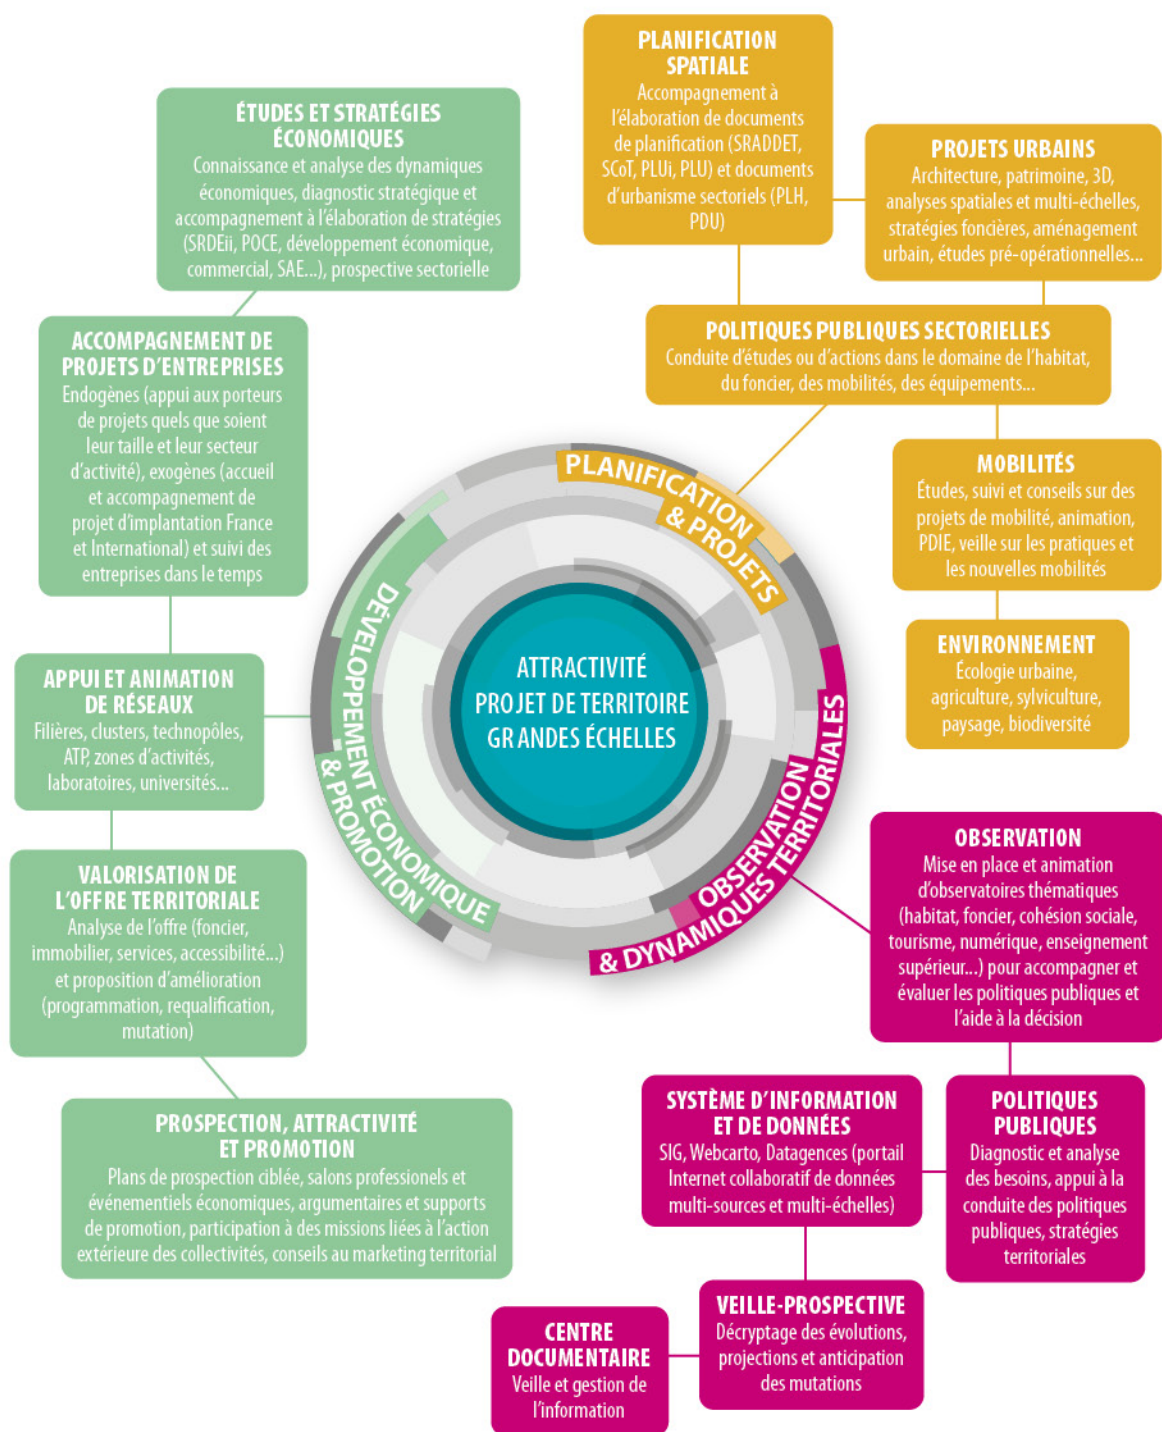 PLANIFICATION
SPATIALE
Accompagnement à
l’élaboration de documents
de planification (SRADDET,
SCoT, PLUi, PLU) et documents
d’urbanisme sectoriels (PLH,
PDU)
PROJETS URBAINS
Architecture, patrimoine, 3D,
analyses spatiales et multi-échelles,
stratégies foncières, aménagement
urbain, études pré-opérationnelles...
POLITIQUES PUBLIQUES SECTORIELLES
Conduite d’études ou d’actions dans le domaine de l’habitat,
du foncier, des mobilités, des équipements...
MOBILITÉS
Études, suivi et conseils sur des
projets de mobilité, animation,
PDIE, veille sur les pratiques et
les nouvelles mobilités
ENVIRONNEMENT
Écologie urbaine,
agriculture, sylviculture,
paysage, biodiversité
ÉTUDES ET STRATÉGIES
ÉCONOMIQUES
Connaissance et analyse des dynamiques
économiques, diagnostic stratégique et
accompagnement à l’élaboration de stratégies
(SRDEii, POCE, développement économique,
commercial, SAE...), prospective sectorielle
ACCOMPAGNEMENT DE
PROJETS D’ENTREPRISES
Endogènes (appui aux porteurs
de projets quels que soient
leur taille et leur secteur
d’activité), exogènes (accueil
et accompagnement de
projet d’implantation France
et International) et suivi des
entreprises dans le temps
APPUI ET ANIMATION
DE RÉSEAUX
Filières, clusters, technopôles,
ATP, zones d’activités,
laboratoires, universités...
VALORISATION DE
L’OFFRE TERRITORIALE
Analyse de l’offre (foncier,
immobilier, services, accessibilité...)
et proposition d’amélioration
(programmation, requalification,
mutation)
PROSPECTION, ATTRACTIVITÉ
ET PROMOTION
Plans de prospection ciblée, salons professionels et
événementiels économiques, argumentaires et supports
de promotion, participation à des missions liées à l’action
extérieure des collectivités, conseils au marketing territorial
PLANIFICATION
& PROJETS
DÉVELOPPEMENT ÉCONOMIQUE
& PROMOTION
ATTRACTIVITÉ
PROJET DE TERRITOIRE
GRANDES ÉCHELLES
OBSERVATION
& DYNAMIQUES TERRITORIALES
OBSERVATION
Mise en place et animation
d’observatoires thématiques
(habitat, foncier, cohésion sociale,
tourisme, numérique, enseignement
supérieur...) pour accompagner et
évaluer les politiques publiques et
l’aide à la décision
POLITIQUES
PUBLIQUES
Diagnostic et analyse
des besoins, appui à la
conduite des politiques
publiques, stratégies
territoriales
SYSTÈME D’INFORMATION
ET DE DONNÉES
SIG, Webcarto, Datagences (portail
Internet collaboratif de données
multi-sources et multi-échelles)
VEILLE-PROSPECTIVE
Décryptage des évolutions,
projections et anticipation
des mutations
CENTRE
DOCUMENTAIRE
Veille et gestion de
l’information